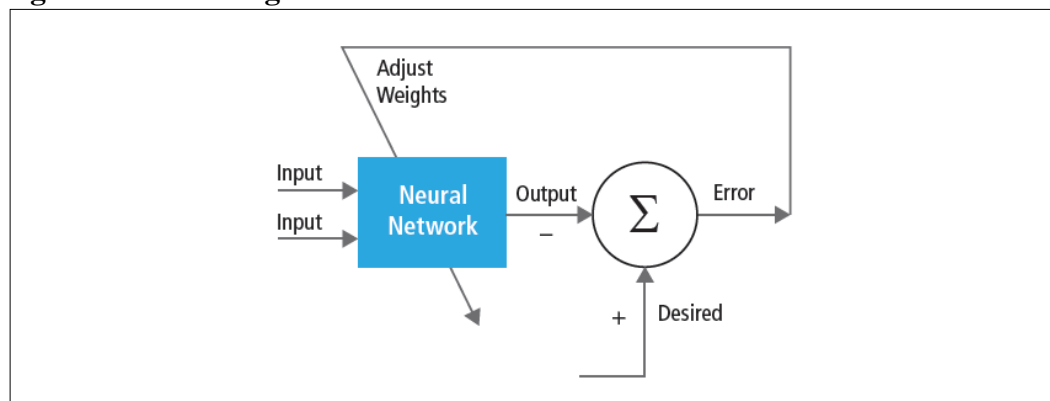 Adjust
Weights
Input
Input
Neural
Network
Output
−
Σ
Error
+
Desired